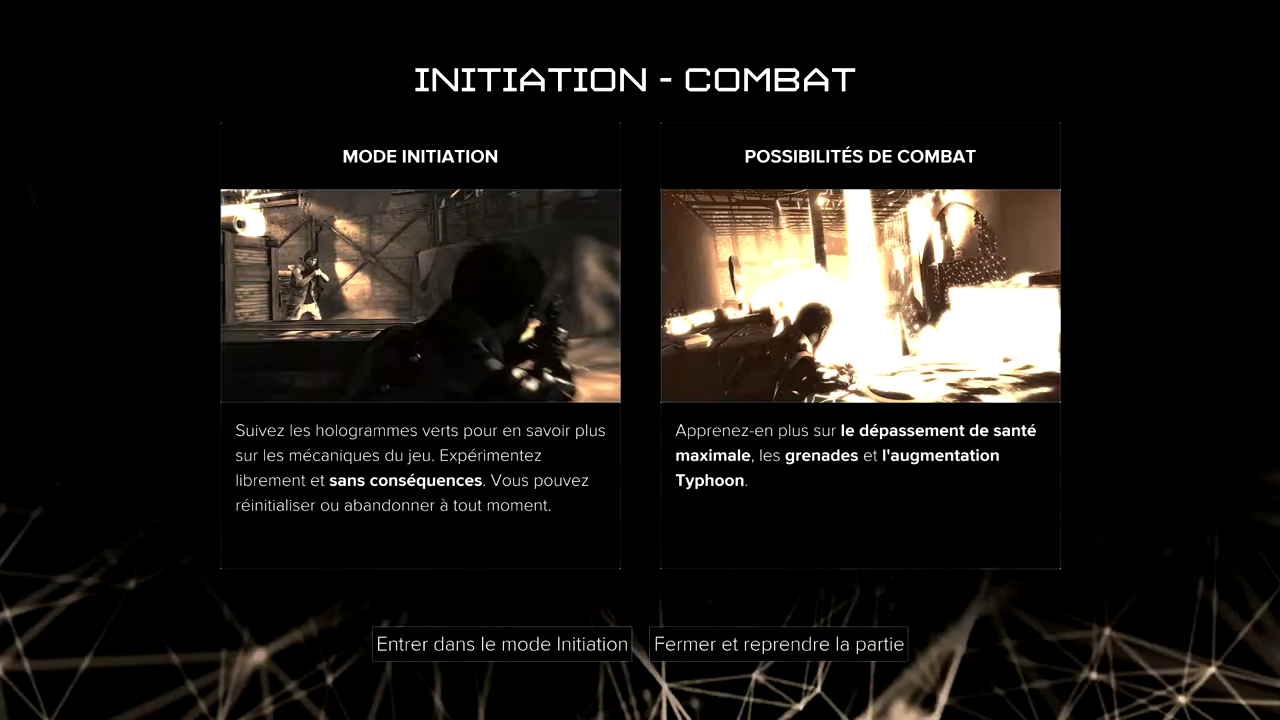 INITIATION - COMBAT
MODE INITIATION
Suivez les hologrammes verts pour en savoir plus
sur les mécaniques du jeu. Expérimentez
librement et sans conséquences. Vous pouvez
réinitialiser ou abandonner à tout moment.
POSSIBILITÉS DE COMBAT
Apprenez-en plus sur le dépassement de santé
maximale, les grenades et l'augmentation
Typhoon.
Entrer dans le mode Initiation
Fermer et reprendre la partie